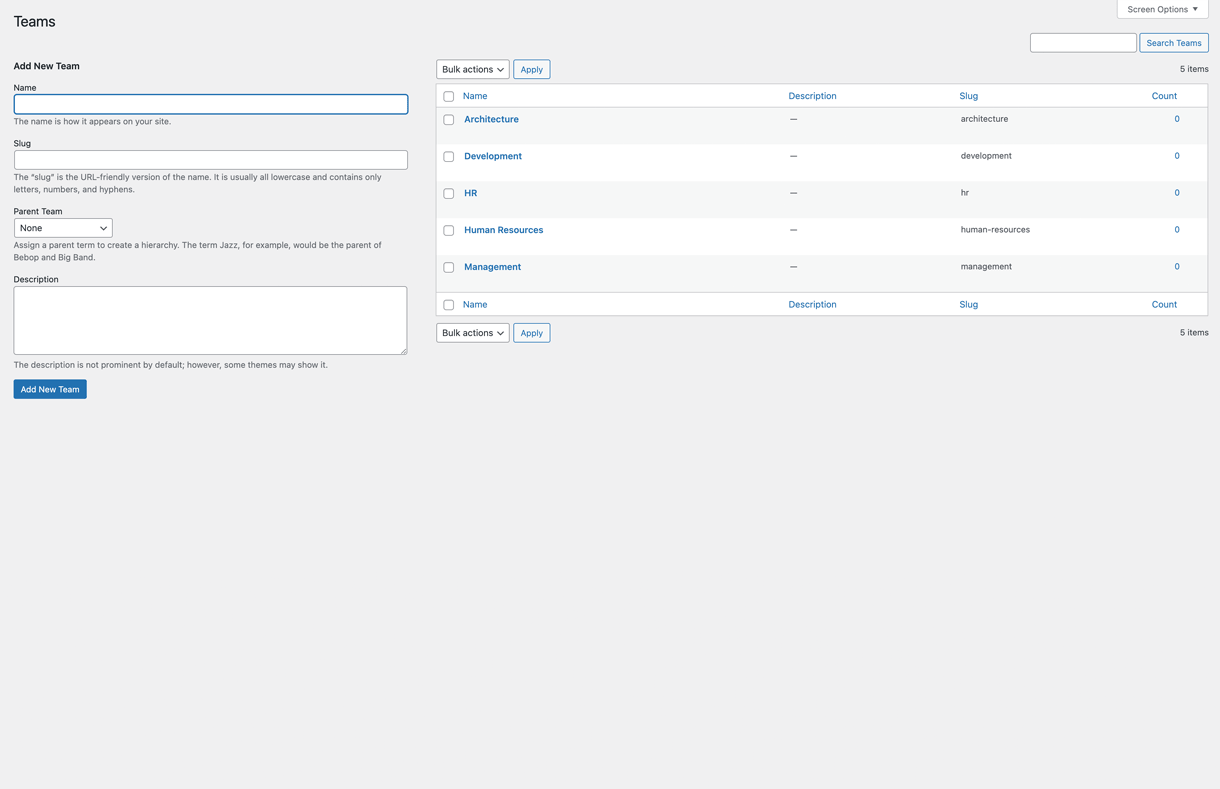 Screen Options ▼
Teams
Search Teams
Add New Team
Name
The name is how it appears on your site.
Slug
The “slug” is the URL-friendly version of the name. It is usually all lowercase and contains only
letters, numbers, and hyphens.
Parent Team
None
Assign a parent term to create a hierarchy. The term Jazz, for example, would be the parent of
Bebop and Big Band.
Description
The description is not prominent by default; however, some themes may show it.
Add New Team
Bulk actions Apply 5 items
Name Description Slug Count
Architecture — architecture 0
Development — development 0
HR — hr 0
Human Resources — human-resources 0
Management — management 0
Name Description Slug Count
Bulk actions Apply 5 items